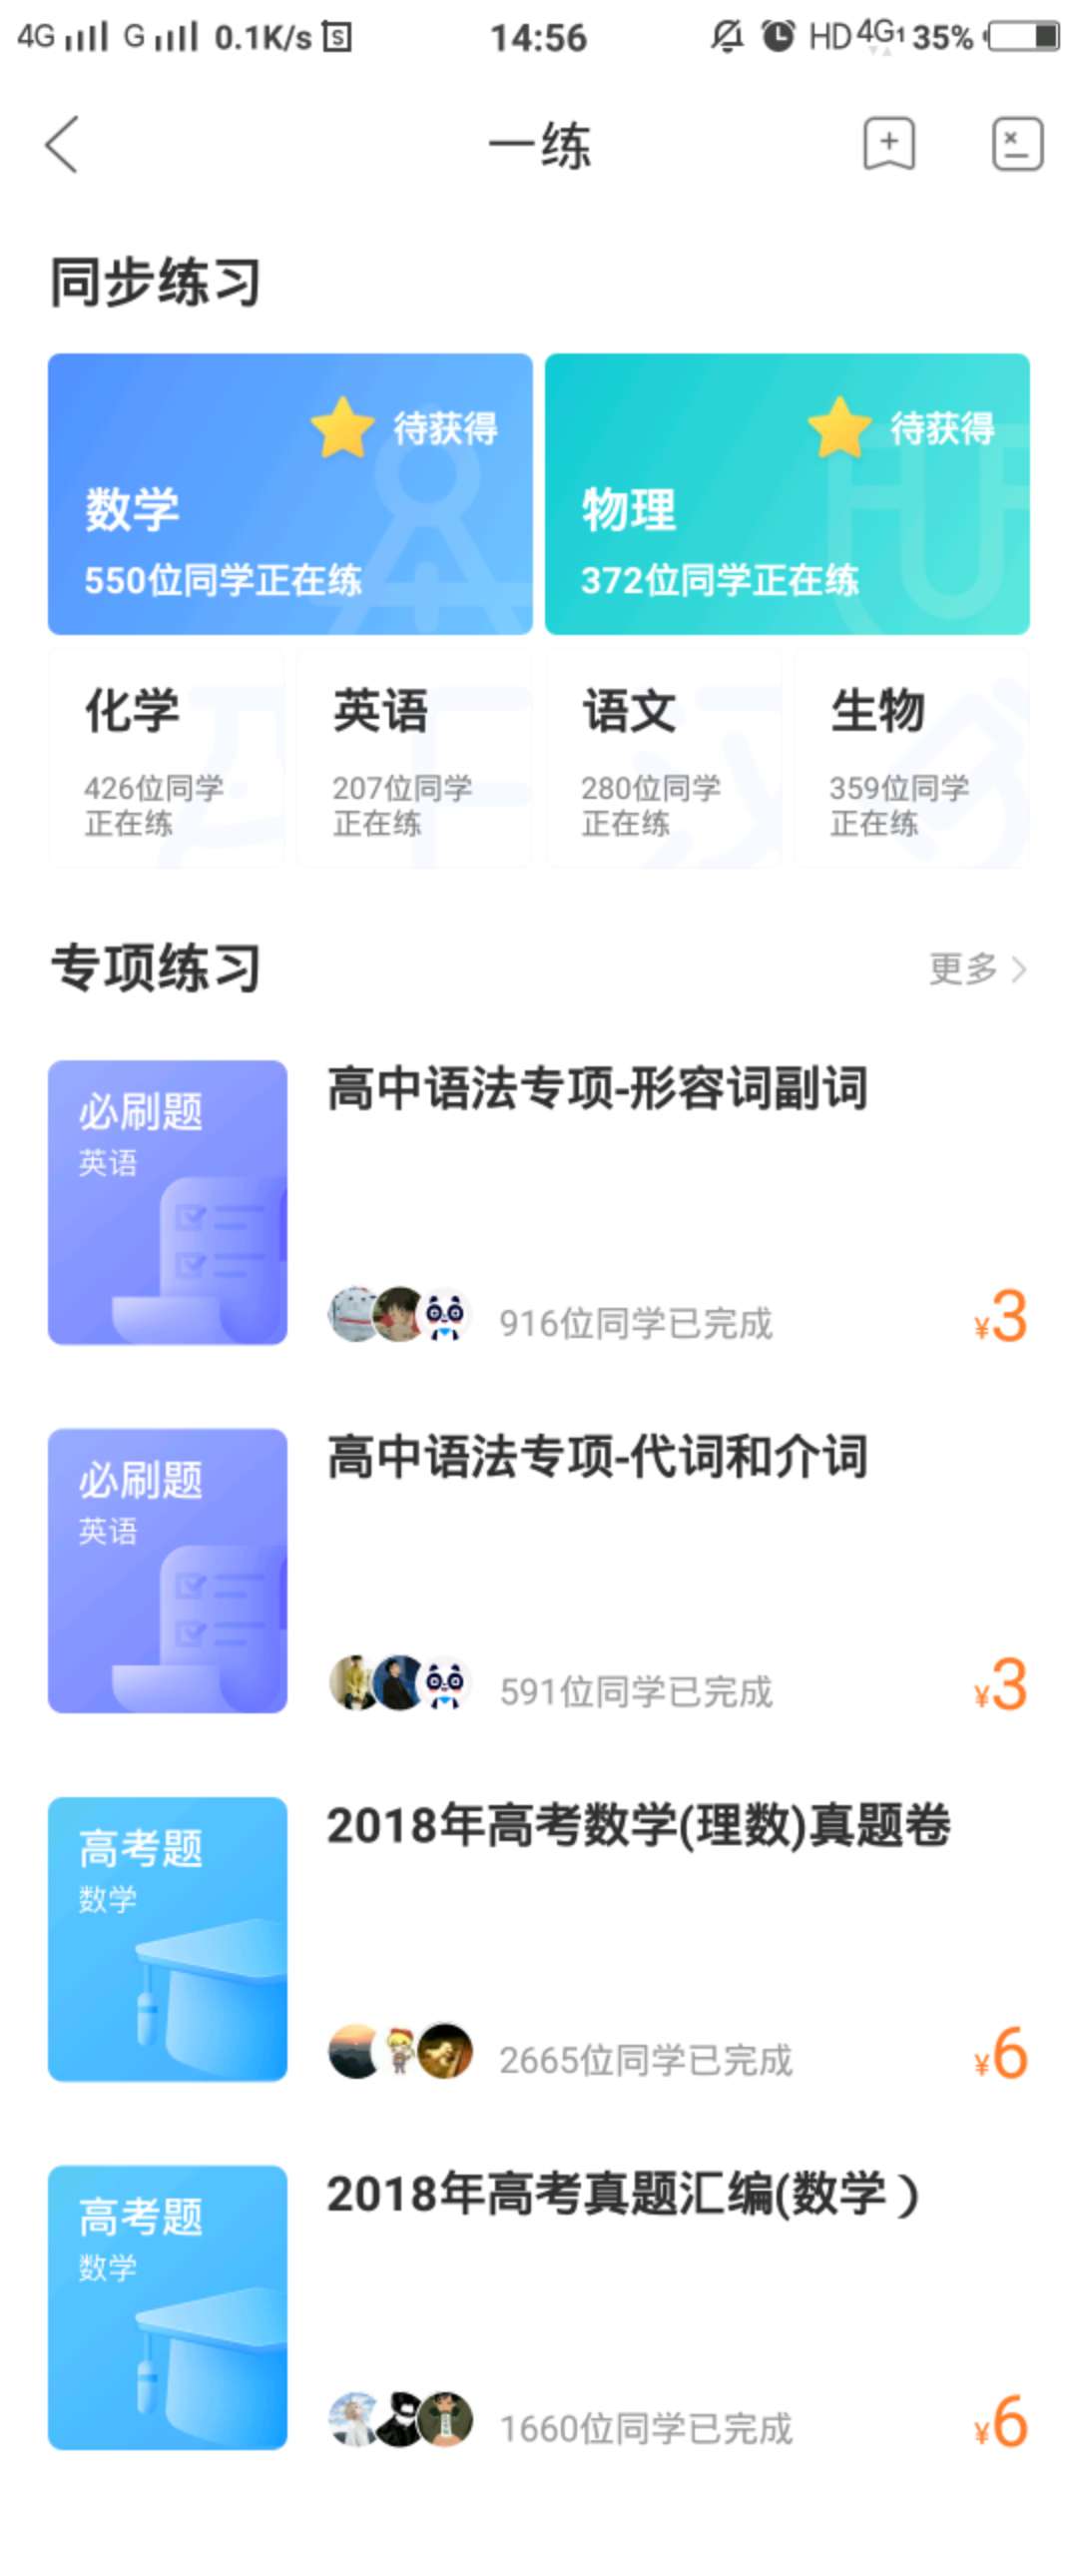 4G G 0.1K/s 14:56 HD 4G1 35%
一练
同步练习
待获得
数学
550位同学正在练
待获得
物理
372位同学正在练
化学
426位同学
正在练
英语
207位同学
正在练
语文
280位同学
正在练
生物
359位同学
正在练
专项练习
更多
必刷题
英语
高中语法专项-形容词副词
916位同学已完成
¥3
必刷题
英语
高中语法专项-代词和介词
591位同学已完成
¥3
高考题
数学
2018年高考数学(理数)真题卷
2665位同学已完成
¥6
高考题
数学
2018年高考真题汇编(数学）
1660位同学已完成
¥6